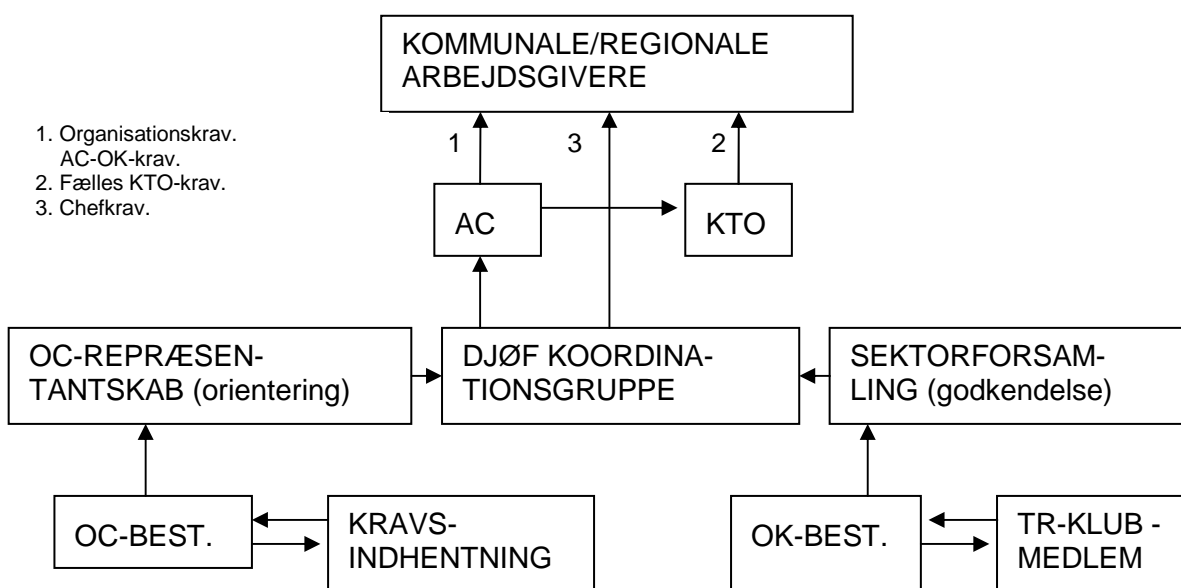 KOMMUNALE/REGIONALE
ARBEJDSGIVERE
1. Organisationskrav.
AC-OK-krav.
2. Fælles KTO-krav.
3. Chefkrav.
1
3
2
AC
KTO
OC-REPRÆSEN-
TANTSKAB (orientering)
DJØF KOORDINA-
TIONSGRUPPE
SEKTORFORSAM-
LING (godkendelse)
OC-BEST.
KRAVS-
INDHENTNING
OK-BEST.
TR-KLUB -
MEDLEM